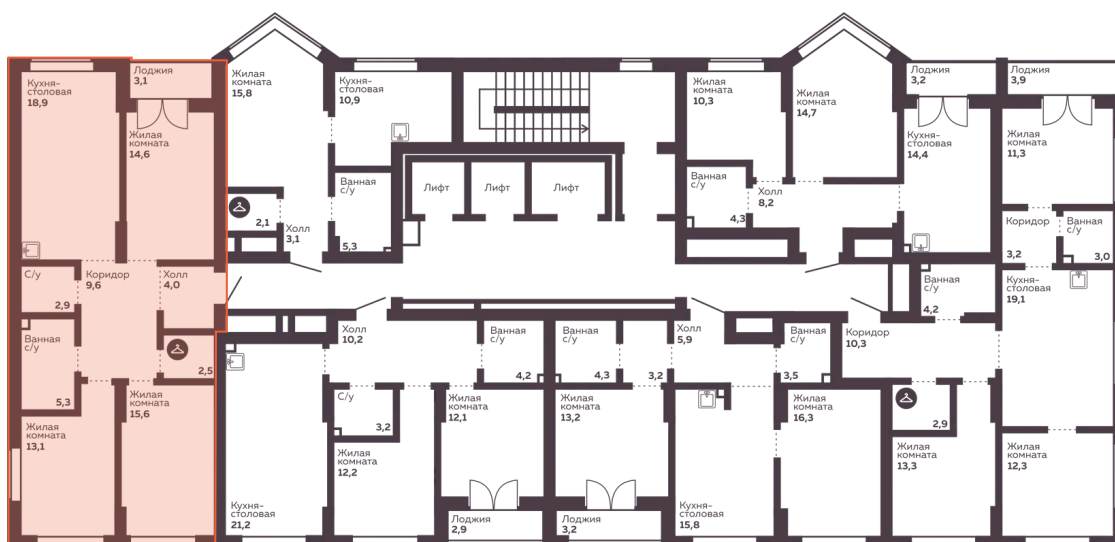 Кухня-
столовая
18,9
Лоджия
3,1
Жилая
комната
14,6
С/у
2,9
Коридор
9,6
Холл
4,0
Ванная
с/у
5,3
2,5
Жилая
комната
13,1
Жилая
комната
15,6
Жилая
комната
15,8
Кухня-
столовая
10,9
2,1
Холл
3,1
Ванная
с/у
5,3
Лифт
Лифт
Лифт
Жилая
комната
10,3
Жилая
комната
14,7
Ванная
с/у
4,3
Холл
8,2
Лоджия
3,2
Кухня-
столовая
14,4
Лоджия
3,9
Жилая
комната
11,3
Коридор
3,2
Ванная
с/у
3,0
Кухня-
столовая
19,1
Ванная
с/у
4,2
Коридор
10,3
2,9
Жилая
комната
13,3
Жилая
комната
12,3
Холл
10,2
Кухня-
столовая
21,2
С/у
3,2
Жилая
комната
12,2
Ванная
с/у
4,2
Жилая
комната
12,1
Лоджия
2,9
Ванная
с/у
4,3
3,2
Холл
5,9
Жилая
комната
13,2
Лоджия
3,2
Ванная
с/у
3,5
Кухня-
столовая
15,8
Жилая
комната
16,3